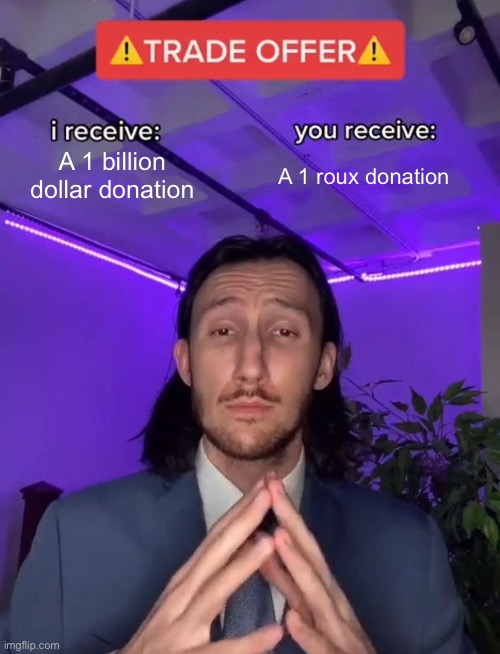 ⚠️TRADE OFFER⚠️
i receive:
A 1 billion
dollar donation
you receive:
A 1 roux donation
imgflip.com